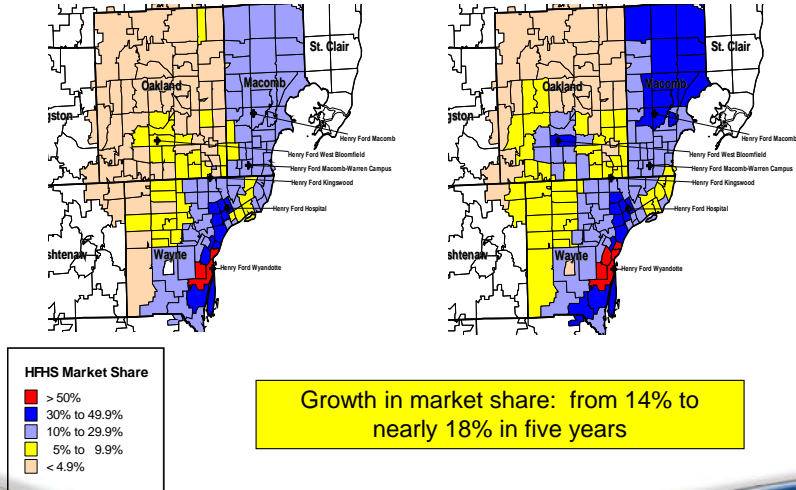 St. Clair
Oakland
Macomb
gston
Henry Ford Macomb
Henry Ford West Bloomfield
Henry Ford Macomb-Warren Campus
Henry Ford Kingswood
Henry Ford Hospital
shtenaw
Wayne
Henry Ford Wyandotte
St. Clair
Oakland
Macomb
gston
Henry Ford Macomb
Henry Ford West Bloomfield
Henry Ford Macomb-Warren Campus
Henry Ford Kingswood
Henry Ford Hospital
shtenaw
Wayne
Henry Ford Wyandotte
HFHS Market Share
> 50%
30% to 49.9%
10% to 29.9%
5% to 9.9%
< 4.9%
Growth in market share: from 14% to
nearly 18% in five years